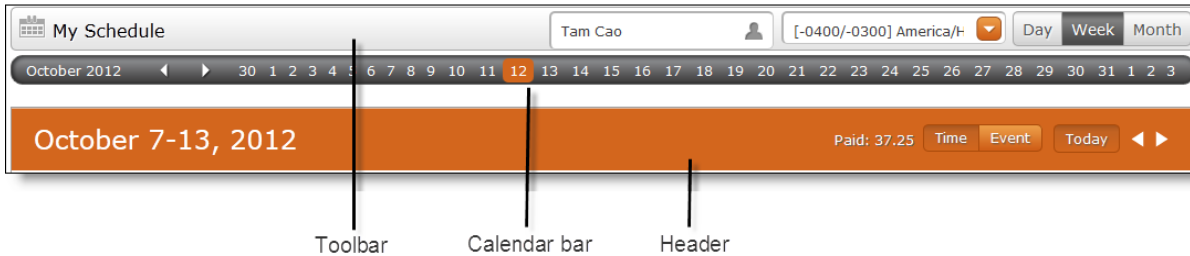 My Schedule Tam Cao [-0400/-0300] America/H Day Week Month
October 2012 30 1 2 3 4 5 6 7 8 9 10 11 12 13 14 15 16 17 18 19 20 21 22 23 24 25 26 27 28 29 30 31 1 2 3
October 7-13, 2012 Paid: 37.25 Time Event Today
Toolbar Calendar bar Header